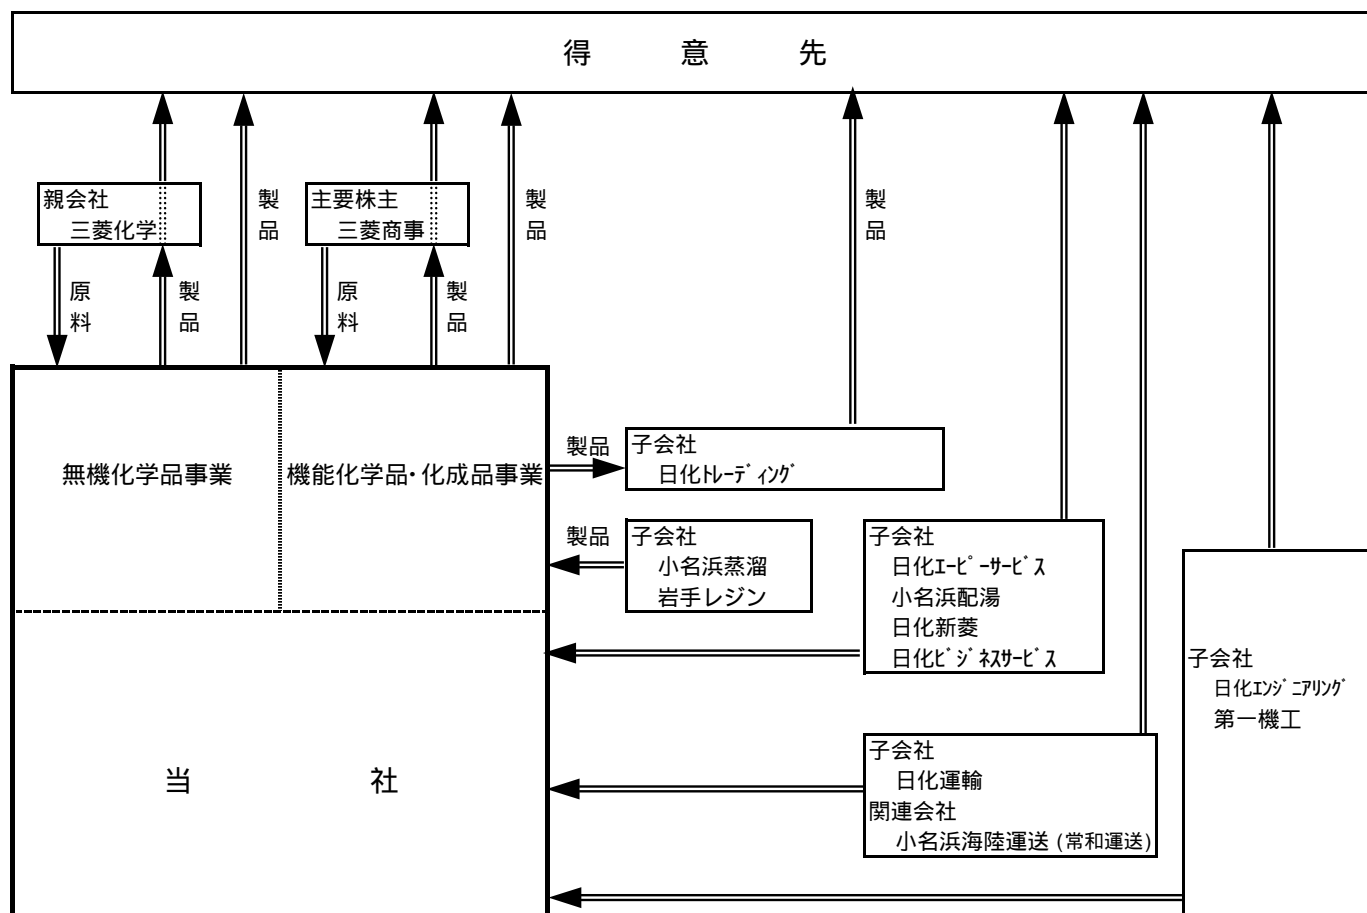 得意先
親会社
三菱化学
製品
主要株主
三菱商事
製品
製品
原料
製品
原料
製品
無機化学品事業
機能化学品・化成品事業
製品
子会社
日化ﾄﾚｰﾃﾞｨﾝｸﾞ
製品
子会社
小名浜蒸溜
岩手レジン
子会社
日化ｴｰﾋﾟｰｻｰﾋﾞｽ
小名浜配湯
日化新菱
日化ﾋﾞｼﾞﾈｽｻｰﾋﾞｽ
子会社
日化ｴﾝｼﾞﾆｱﾘﾝｸﾞ
第一機工
当社
子会社
日化運輸
関連会社
小名浜海陸運送 (常和運送)